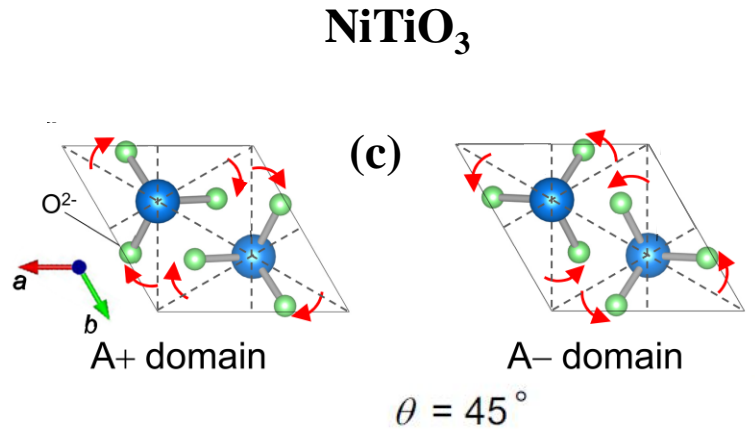 NiTiO₃
(c)
O²⁻
a
b
A+ domain
A− domain
θ = 45°